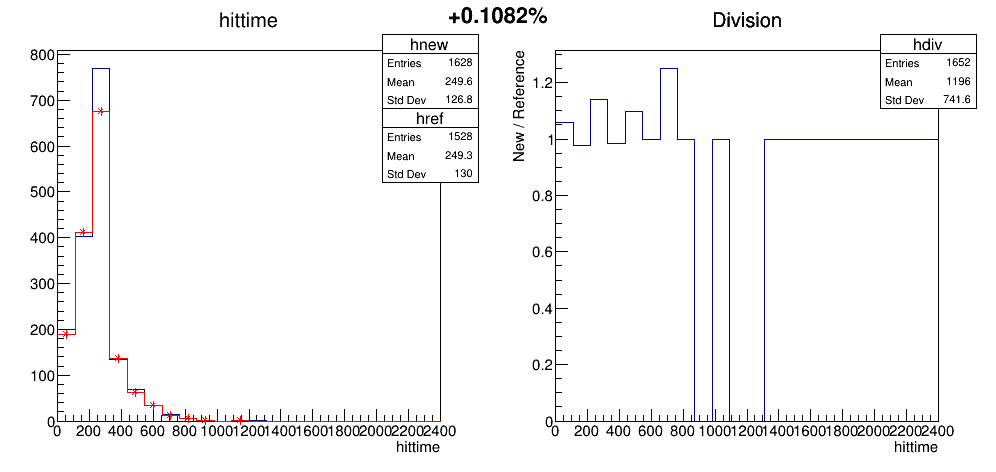 +0.1082%
hittime
hnew
Entries 1628
Mean 249.6
Std Dev 126.8
href
Entries 1528
Mean 249.3
Std Dev 130
800
700
600
500
400
300
200
100
0
0 200 400 600 800 1000 1200 1400 1600 1800 2000 2200 2400
hittime
Division
hdiv
Entries 1652
Mean 1196
Std Dev 741.6
New / Reference
1.2
1
0.8
0.6
0.4
0.2
0
0 200 400 600 800 1000 1200 1400 1600 1800 2000 2200 2400
hittime